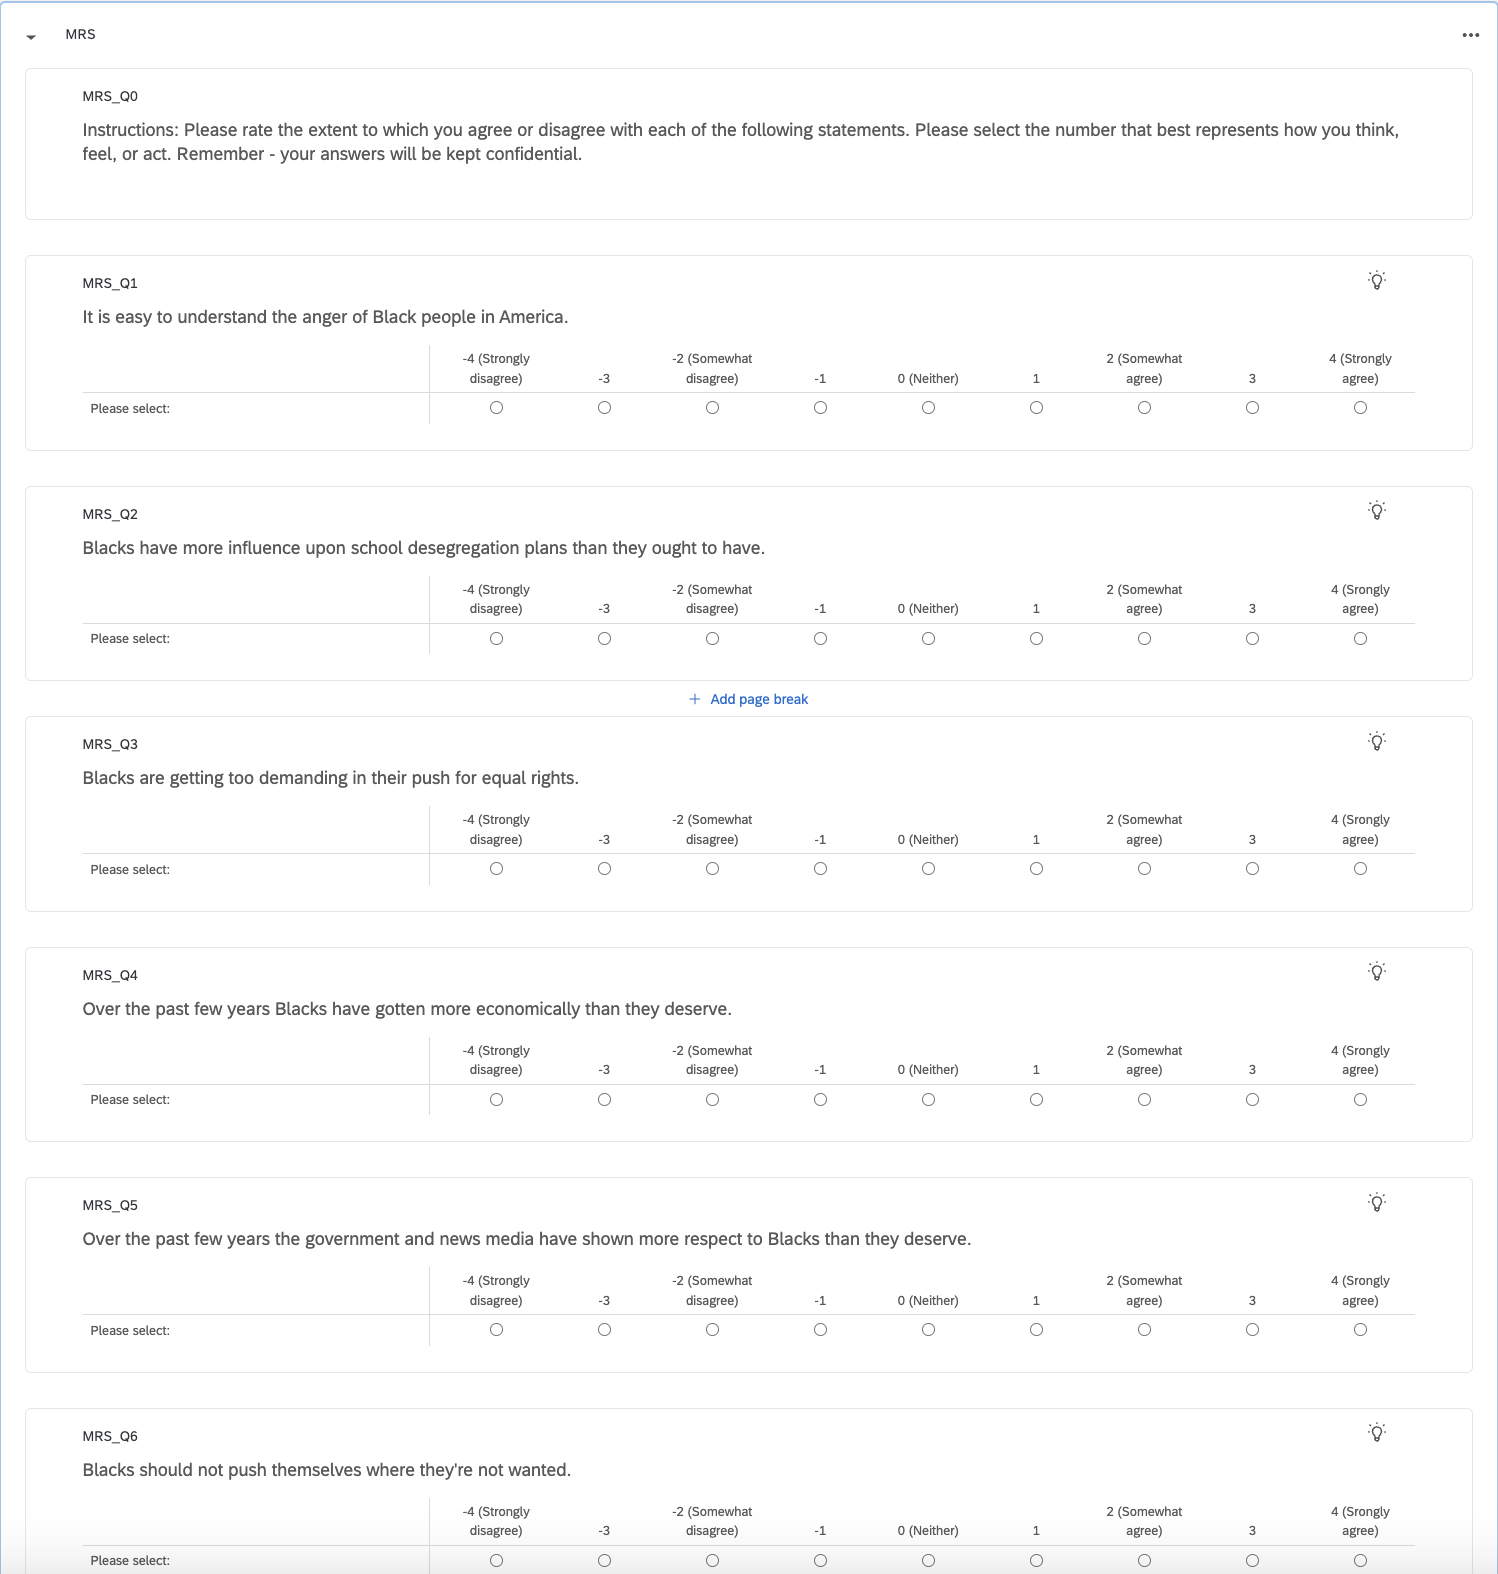 MRS
MRS_Q0
Instructions: Please rate the extent to which you agree or disagree with each of the following statements. Please select the number that best represents how you think,
feel, or act. Remember - your answers will be kept confidential.
MRS_Q1
It is easy to understand the anger of Black people in America.
-4 (Strongly disagree) -3 -2 (Somewhat disagree) -1 0 (Neither) 1 2 (Somewhat agree) 3 4 (Strongly agree)
Please select:
MRS_Q2
Blacks have more influence upon school desegregation plans than they ought to have.
-4 (Strongly disagree) -3 -2 (Somewhat disagree) -1 0 (Neither) 1 2 (Somewhat agree) 3 4 (Srongly agree)
Please select:
Add page break
MRS_Q3
Blacks are getting too demanding in their push for equal rights.
-4 (Strongly disagree) -3 -2 (Somewhat disagree) -1 0 (Neither) 1 2 (Somewhat agree) 3 4 (Srongly agree)
Please select:
MRS_Q4
Over the past few years Blacks have gotten more economically than they deserve.
-4 (Strongly disagree) -3 -2 (Somewhat disagree) -1 0 (Neither) 1 2 (Somewhat agree) 3 4 (Srongly agree)
Please select:
MRS_Q5
Over the past few years the government and news media have shown more respect to Blacks than they deserve.
-4 (Strongly disagree) -3 -2 (Somewhat disagree) -1 0 (Neither) 1 2 (Somewhat agree) 3 4 (Srongly agree)
Please select:
MRS_Q6
Blacks should not push themselves where they're not wanted.
-4 (Strongly disagree) -3 -2 (Somewhat disagree) -1 0 (Neither) 1 2 (Somewhat agree) 3 4 (Srongly agree)
Please select: